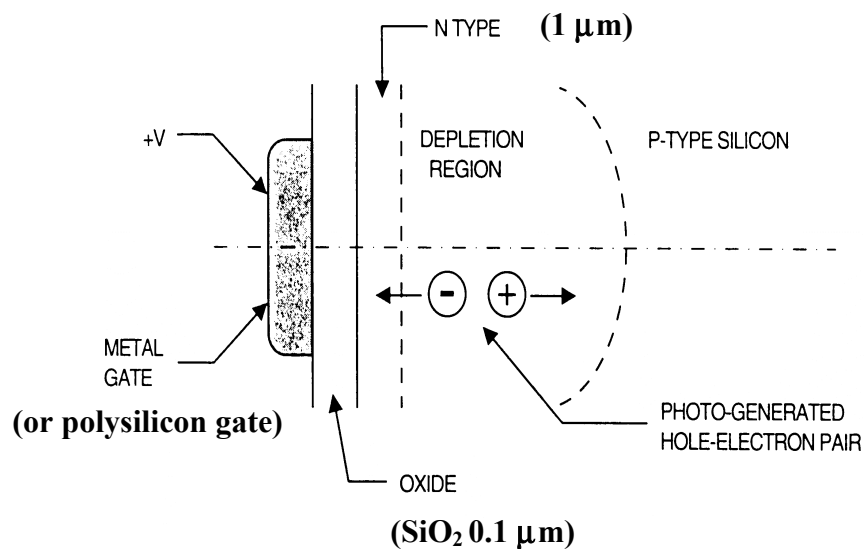 N TYPE (1 μm)
+V
DEPLETION
REGION
P-TYPE SILICON
-
+
METAL
GATE
(or polysilicon gate)
PHOTO-GENERATED
HOLE-ELECTRON PAIR
OXIDE
(SiO₂ 0.1 μm)